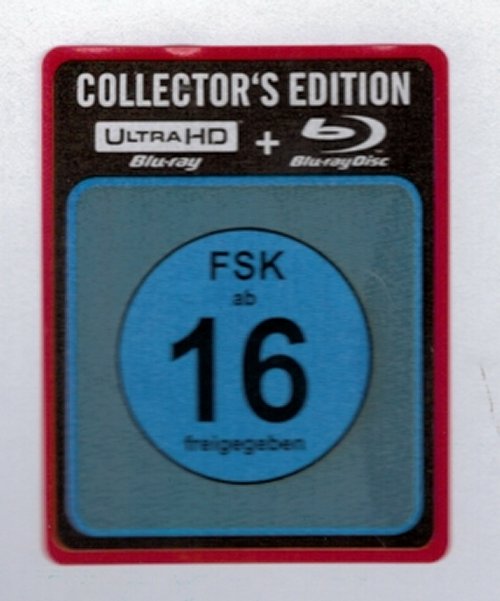 COLLECTOR‘S EDITION
ULTRA HD
Blu-ray
+
Blu-ray Disc
FSK
ab
16
freigegeben